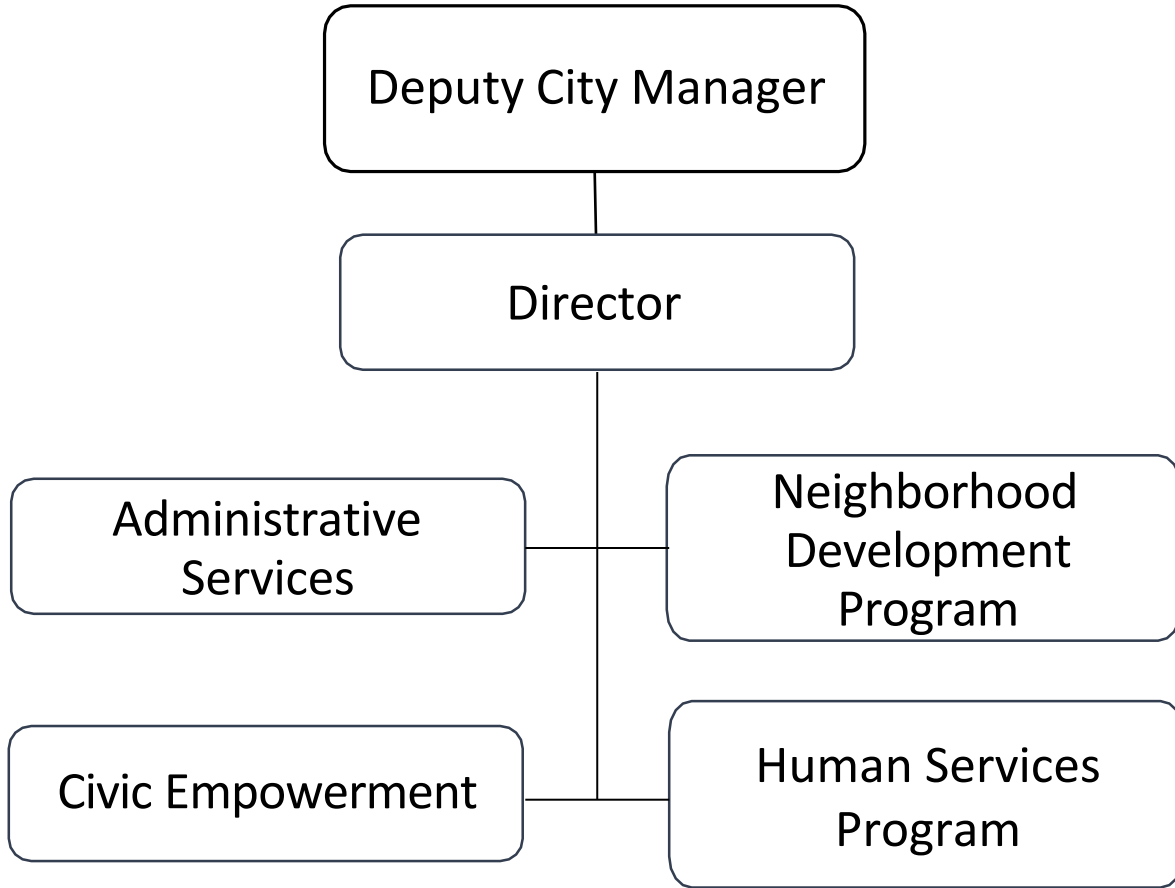 Deputy City Manager
Director
Administrative
Services
Neighborhood
Development
Program
Civic Empowerment
Human Services
Program